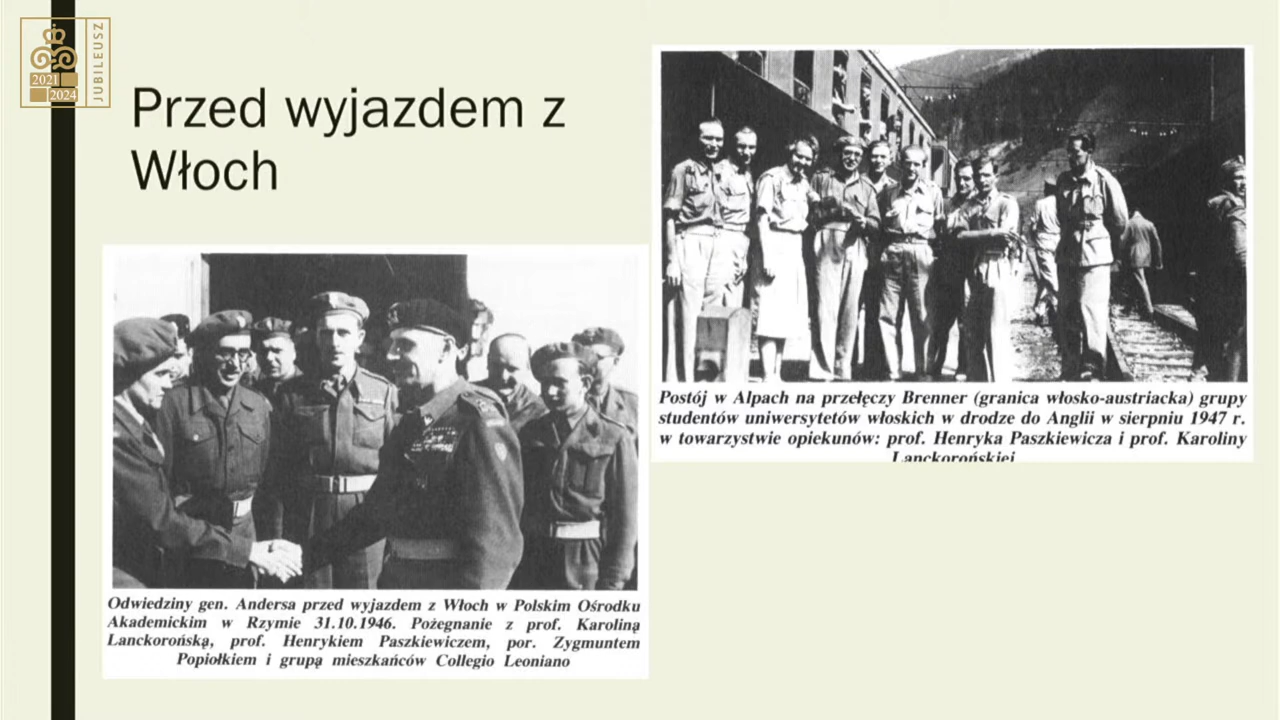 2021
2024
JUBILEUSZ
Przed wyjazdem z
Włoch
Odwiedziny gen. Andersa przed wyjazdem z Włoch w Polskim Ośrodku
Akademickim w Rzymie 31.10.1946. Pożegnanie z prof. Karoliną
Lanckorońską, prof. Henrykiem Paszkiewiczem, por. Zygmuntem
Popiołkiem i grupą mieszkańców Collegio Leoniano
Postój w Alpach na przełęczy Brenner (granica włosko-austriacka) grupy
studentów uniwersytetów włoskich w drodze do Anglii w sierpniu 1947 r.
w towarzystwie opiekunów: prof. Henryka Paszkiewicza i prof. Karoliny
Lanckorońskiej